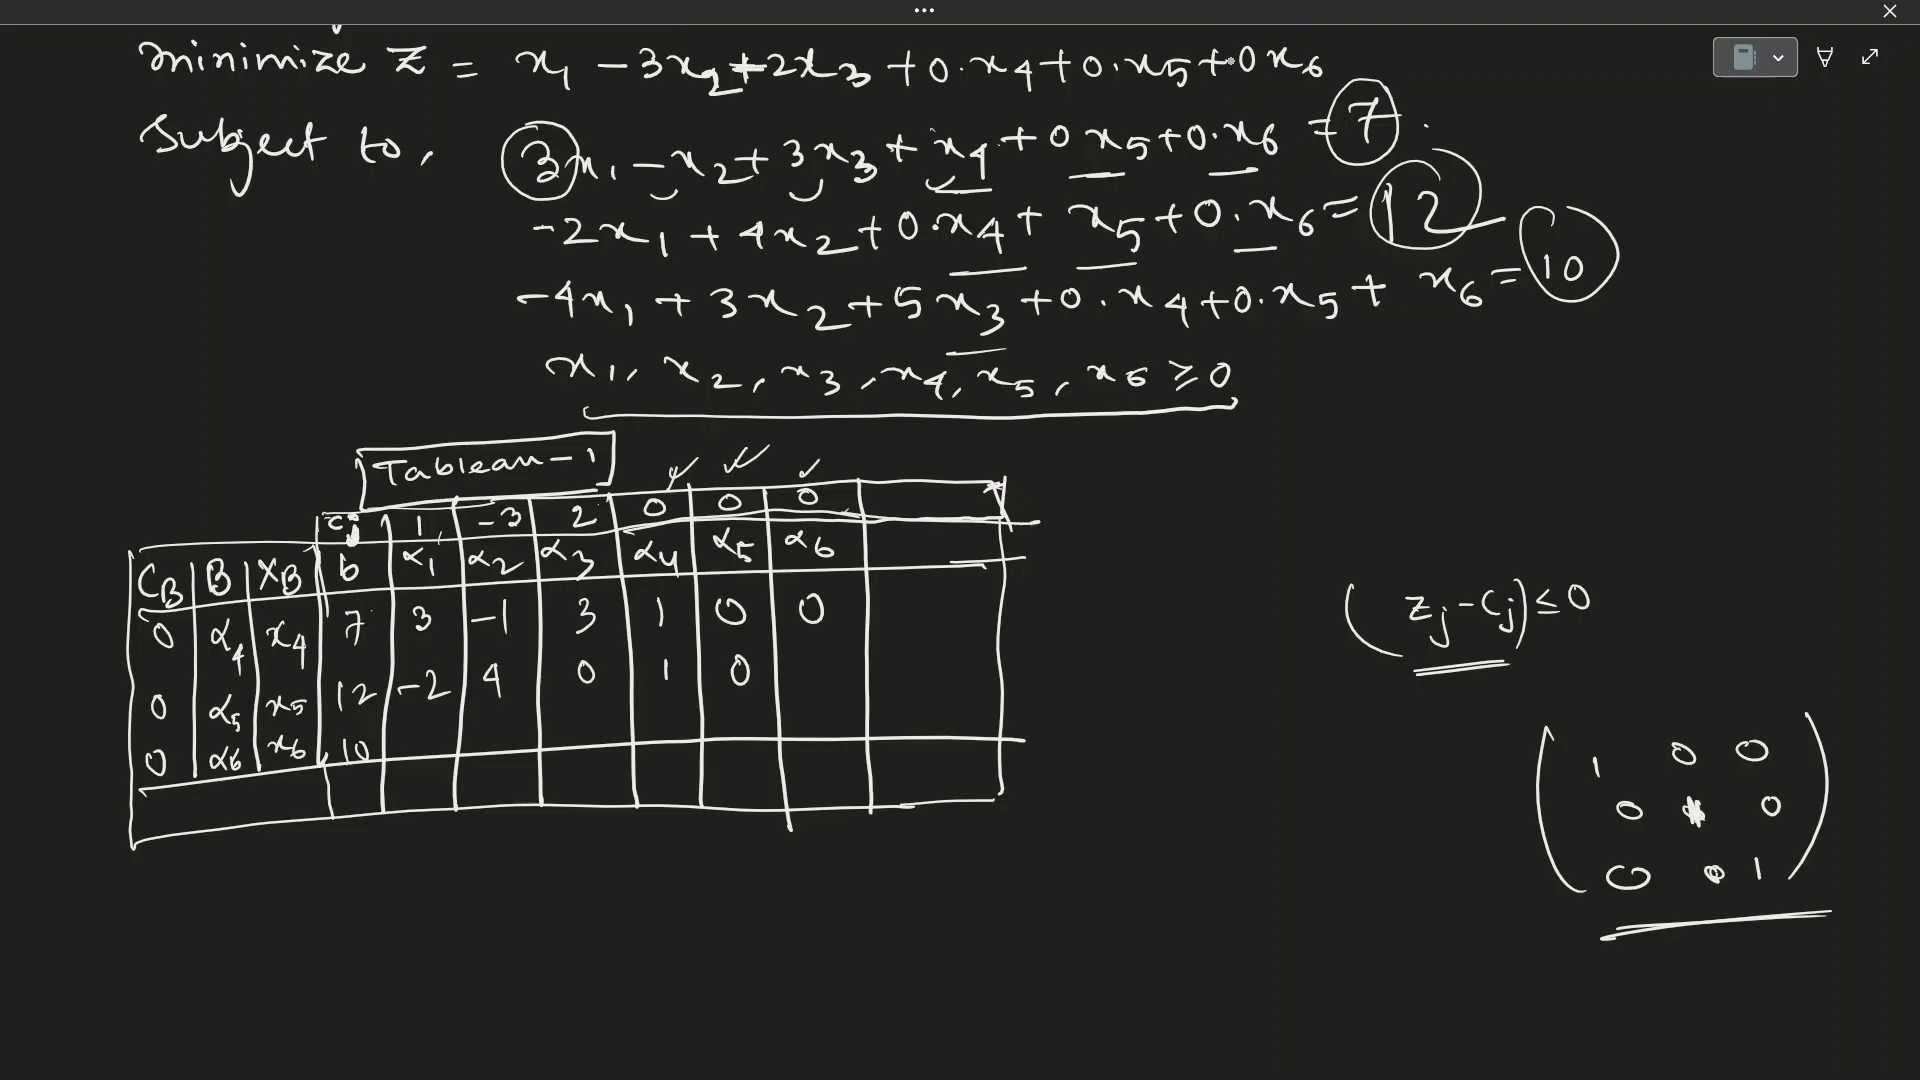 ...
minimize Z = x1 - 3x2 + 2x3 + 0.x4 + 0.x5 + 0x6
Subject to, 3x1 - x2 + 3x3 + x4 + 0x5 + 0.x6 = 7
-2x1 + 4x2 + 0.x4 + x5 + 0.x6 = 12
-4x1 + 3x2 + 5x3 + 0.x4 + 0.x5 + x6 = 10
x1, x2, x3, x4, x5, x6 ≥ 0
Tableau-1
cj 1 -3 2 0 0 0
CB B XB b α1 α2 α3 α4 α5 α6
0 α4 x4 7 3 -1 3 1 0 0
0 α5 x5 12 -2 4 0 1 0
0 α6 x6 10
(zj - cj) ≤ 0
1 0 0
0 0
0 0 1